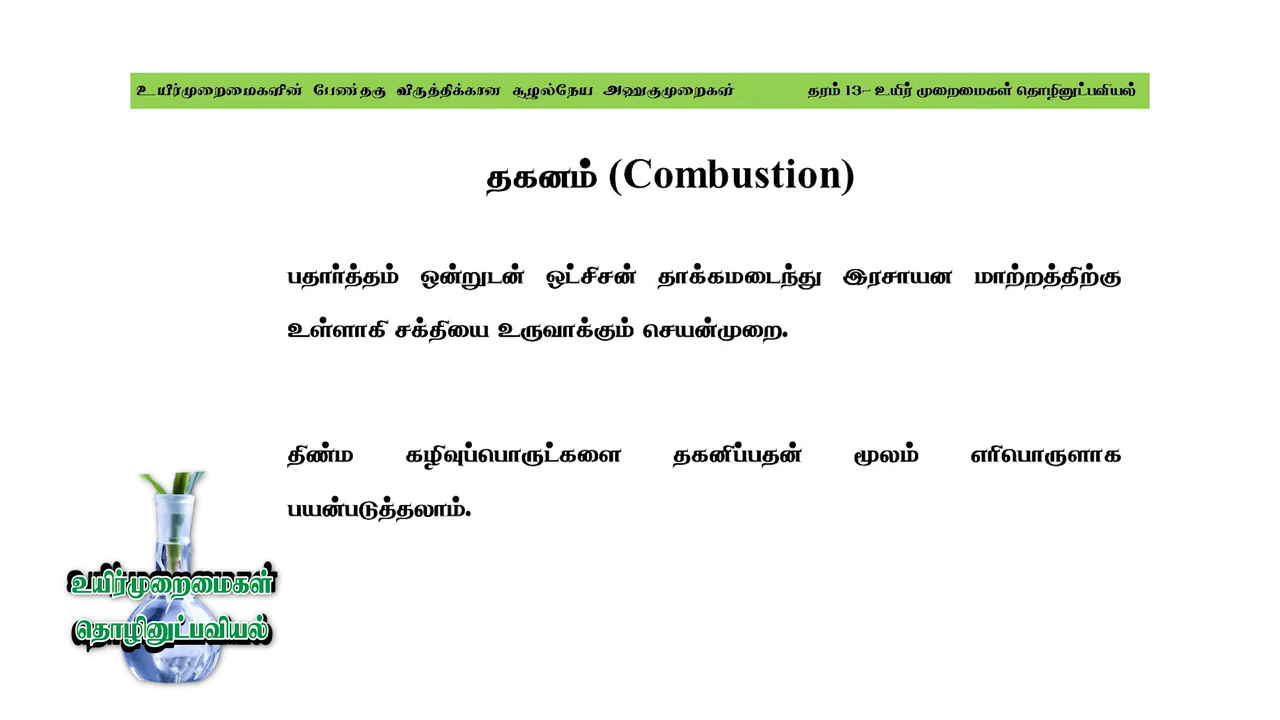 உயிர்முறைமைகளின் பேண்தகு விருத்திக்கான சூழல்நேய அணுகுமுறைகள் தரம் 13– உயிர் முறைமைகள் தொழினுட்பவியல்
தகனம் (Combustion)
பதார்த்தம் ஒன்றுடன் ஒட்சிசன் தாக்கமடைந்து இரசாயன மாற்றத்திற்கு
உள்ளாகி சக்தியை உருவாக்கும் செயன்முறை.
திண்ம கழிவுப்பொருட்களை தகனிப்பதன் மூலம் எரிபொருளாக
பயன்படுத்தலாம்.
உயிர்முறைமைகள்
தொழினுட்பவியல்